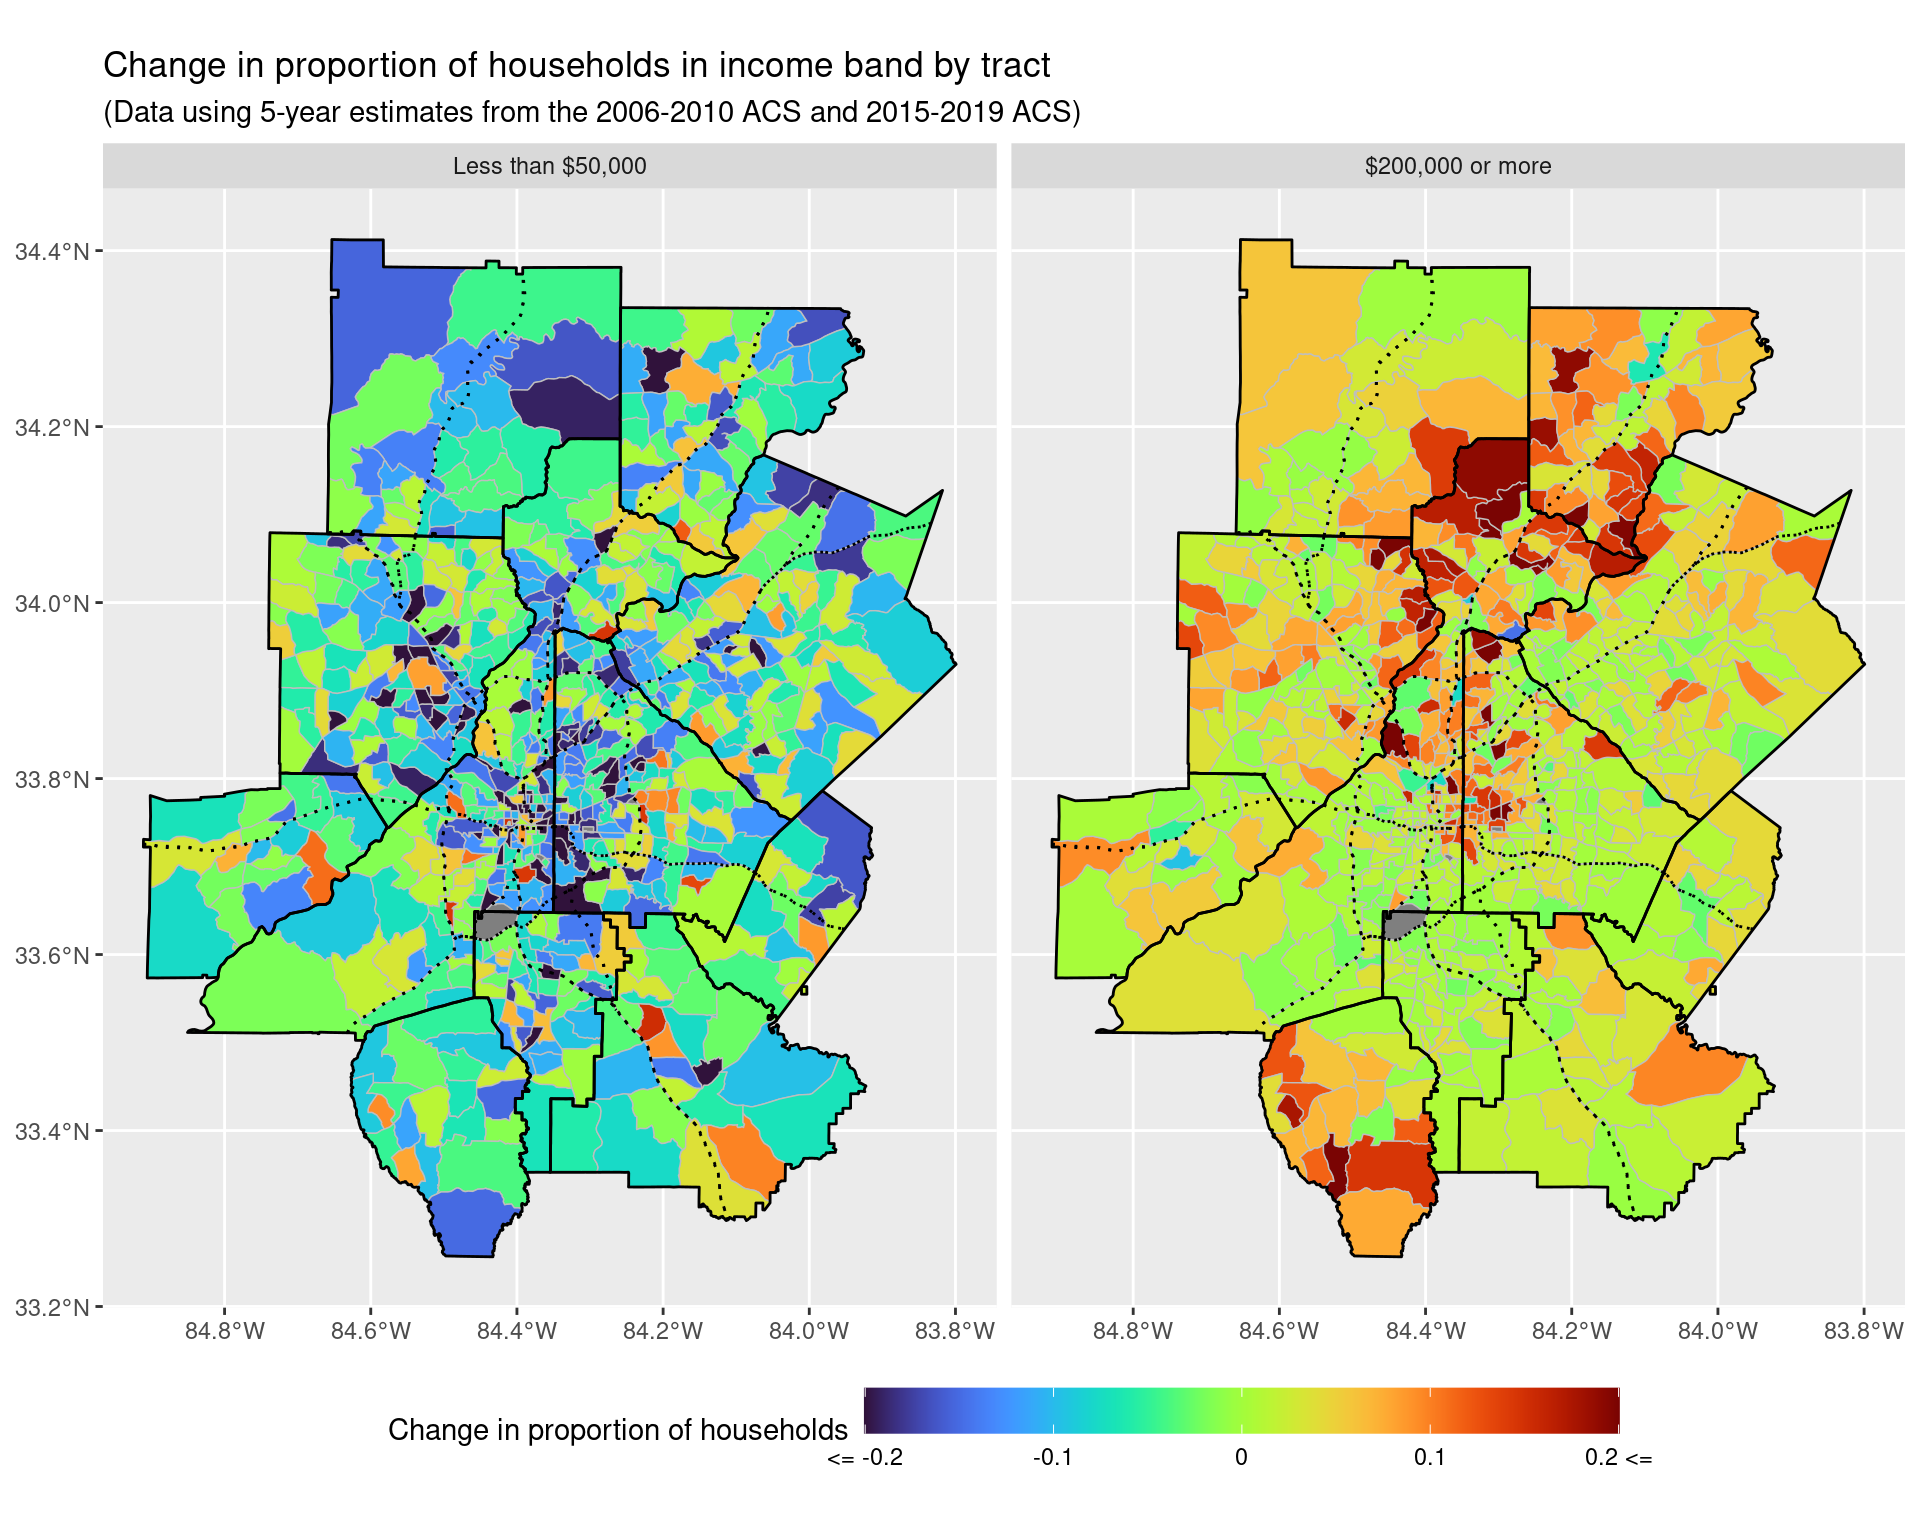 Change in proportion of households in income band by tract
(Data using 5-year estimates from the 2006-2010 ACS and 2015-2019 ACS)
Less than $50,000
$200,000 or more
34.4°N
34.2°N
34.0°N
33.8°N
33.6°N
33.4°N
33.2°N
84.8°W 84.6°W 84.4°W 84.2°W 84.0°W 83.8°W
84.8°W 84.6°W 84.4°W 84.2°W 84.0°W 83.8°W
Change in proportion of households
<= -0.2 -0.1 0 0.1 0.2 <=